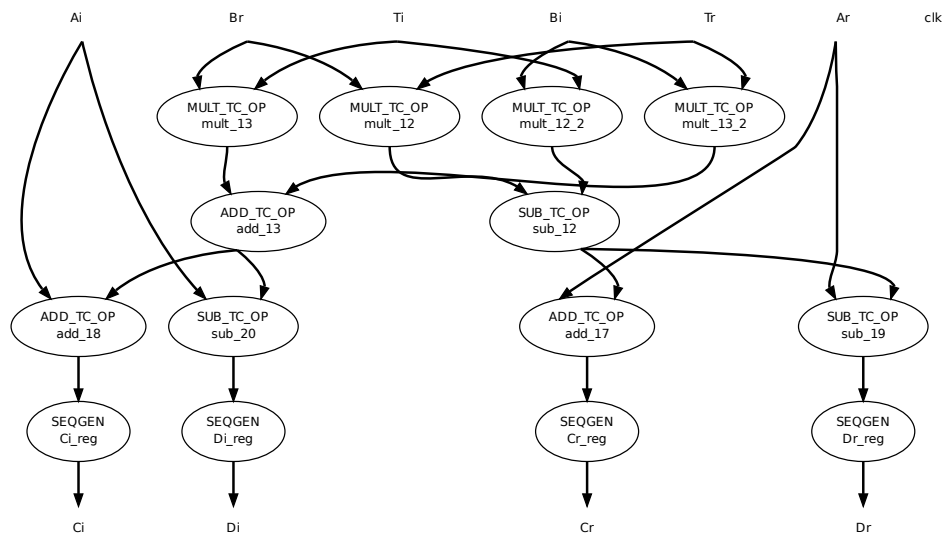 Ai Br Ti Bi Tr Ar clk
MULT_TC_OP MULT_TC_OP MULT_TC_OP MULT_TC_OP
mult_13 mult_12 mult_12_2 mult_13_2
ADD_TC_OP SUB_TC_OP
add_13 sub_12
ADD_TC_OP SUB_TC_OP ADD_TC_OP SUB_TC_OP
add_18 sub_20 add_17 sub_19
SEQGEN SEQGEN SEQGEN SEQGEN
Ci_reg Di_reg Cr_reg Dr_reg
Ci Di Cr Dr